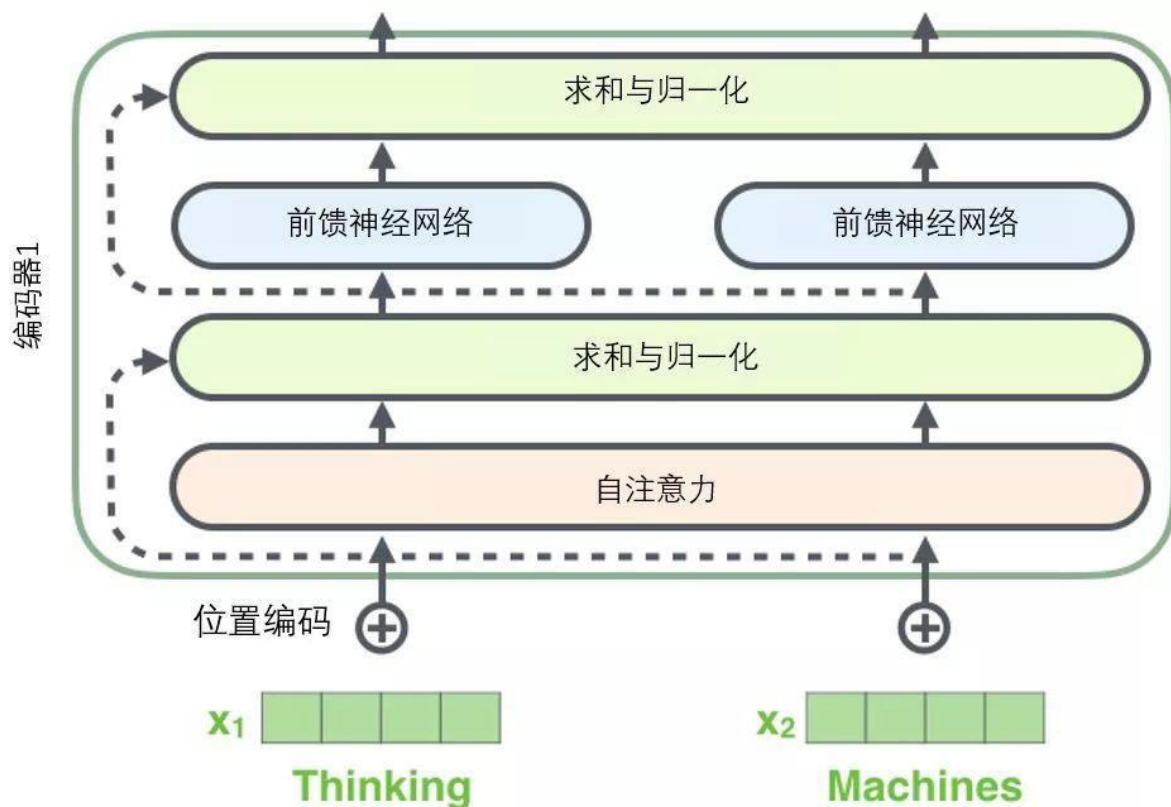 求和与归一化
前馈神经网络
前馈神经网络
编码器1
求和与归一化
自注意力
位置编码
x1
x2
Thinking
Machines